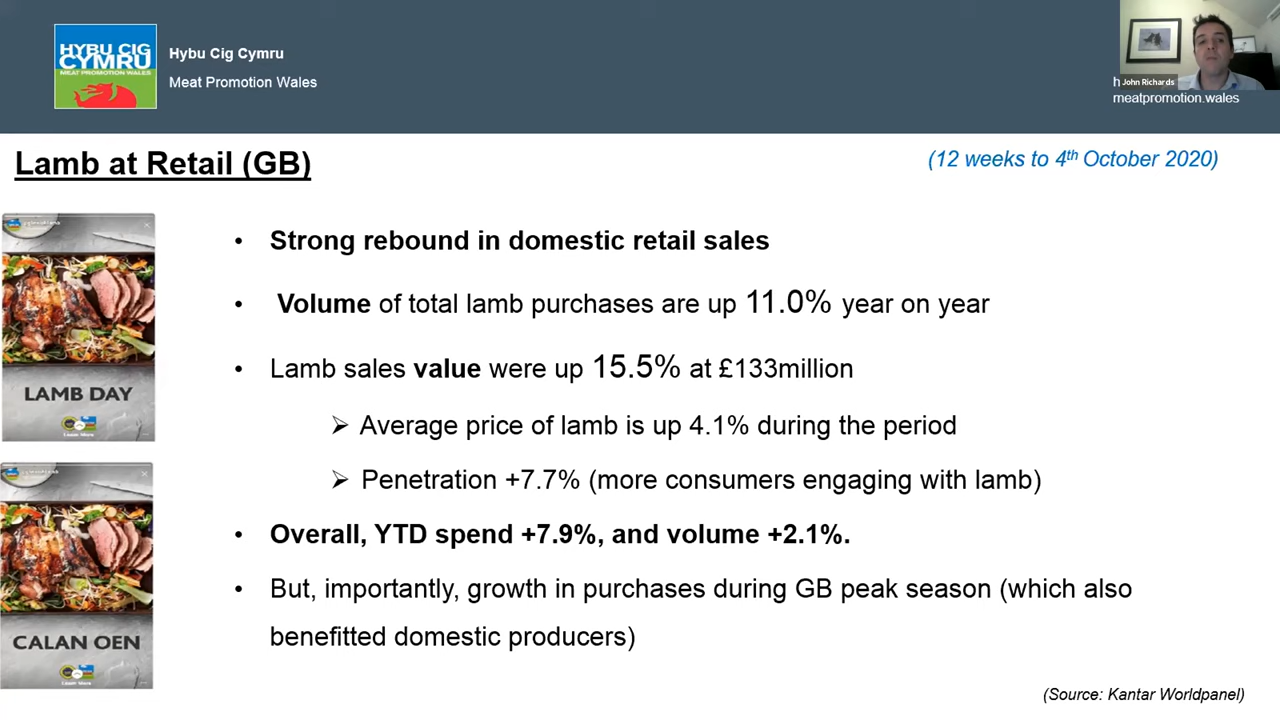 HYBU CIG
CYMRU
MEAT PROMOTION WALES
Hybu Cig Cymru
Meat Promotion Wales
John Richards
h
meatpromotion.wales
Lamb at Retail (GB)
(12 weeks to 4th October 2020)
• Strong rebound in domestic retail sales
• Volume of total lamb purchases are up 11.0% year on year
• Lamb sales value were up 15.5% at £133million
➢ Average price of lamb is up 4.1% during the period
➢ Penetration +7.7% (more consumers engaging with lamb)
• Overall, YTD spend +7.9%, and volume +2.1%.
• But, importantly, growth in purchases during GB peak season (which also
benefitted domestic producers)
LAMB DAY
Learn More
CALAN OEN
Learn More
(Source: Kantar Worldpanel)